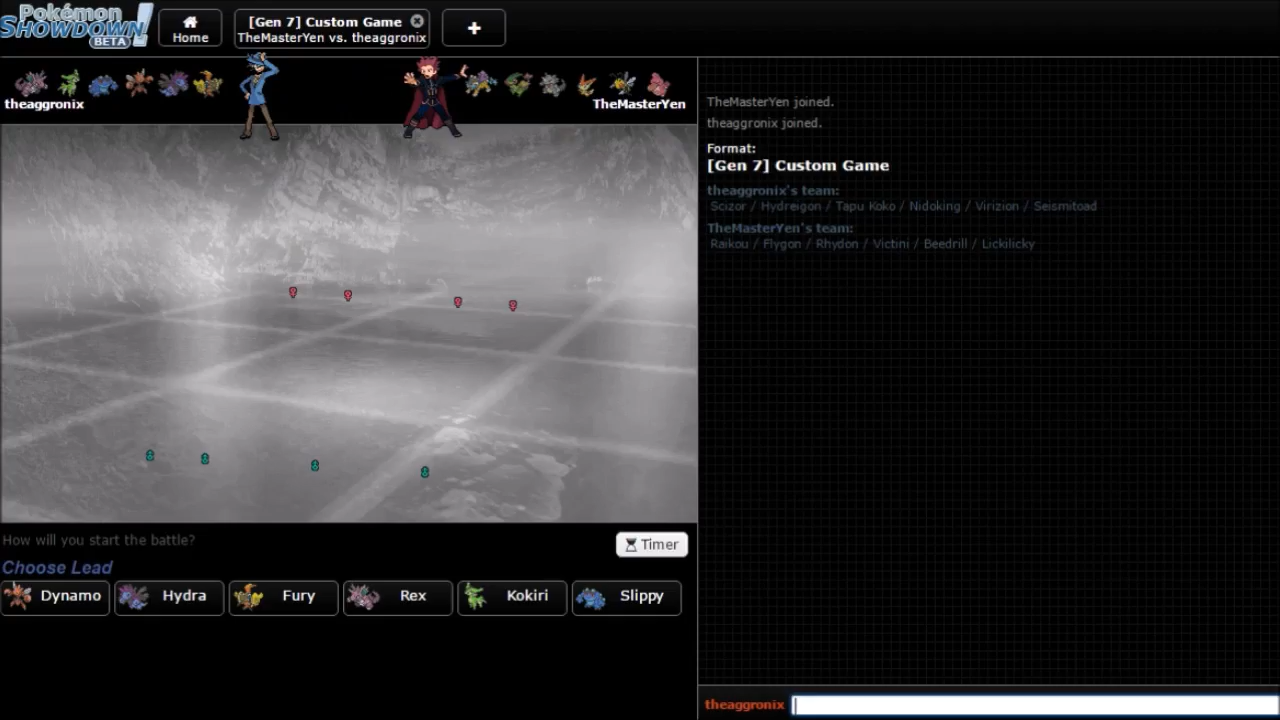 Pokémon
SHOWDOWN!
BETA
Home
[Gen 7] Custom Game
TheMasterYen vs. theaggronix
+
theaggronix
TheMasterYen
How will you start the battle?
Timer
Choose Lead
Dynamo
Hydra
Fury
Rex
Kokiri
Slippy
TheMasterYen joined.
theaggronix joined.
Format:
[Gen 7] Custom Game
theaggronix's team:
Scizor / Hydreigon / Tapu Koko / Nidoking / Virizion / Seismitoad
TheMasterYen's team:
Raikou / Flygon / Rhydon / Victini / Beedrill / Lickilicky
theaggronix